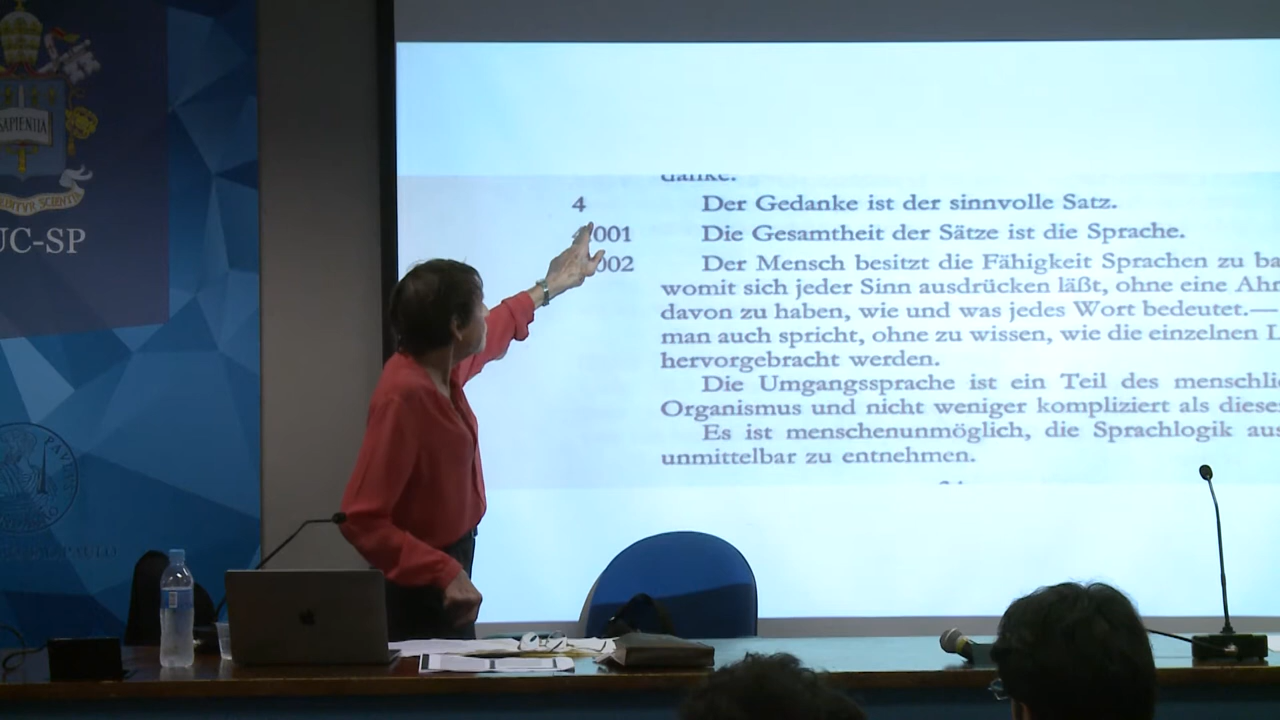 SAPIENTIA
UC-SP
danke.
4 Der Gedanke ist der sinnvolle Satz.
001 Die Gesamtheit der Sätze ist die Sprache.
002 Der Mensch besitzt die Fähigkeit Sprachen zu ba
womit sich jeder Sinn ausdrücken läßt, ohne eine Ahn
davon zu haben, wie und was jedes Wort bedeutet.—
man auch spricht, ohne zu wissen, wie die einzelnen L
hervorgebracht werden.
Die Umgangssprache ist ein Teil des menschli
Organismus und nicht weniger kompliziert als diese
Es ist menschenunmöglich, die Sprachlogik aus
unmittelbar zu entnehmen.